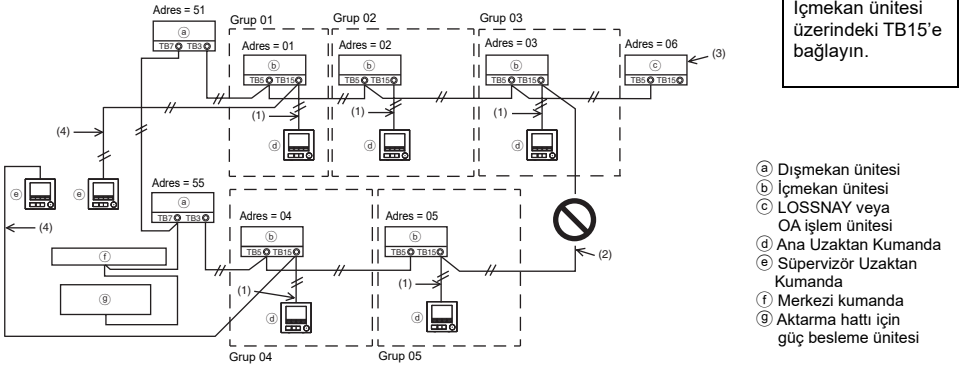 Adres = 51
ⓐ
TB7 TB3
Grup 01
Adres = 01
ⓑ
TB5 TB15
(1)
ⓓ
Grup 02
Adres = 02
ⓑ
TB5 TB15
(1)
ⓓ
Grup 03
Adres = 03
ⓑ
TB5 TB15
(1)
ⓓ
Adres = 06
ⓒ
TB5 TB15
(3)
(4)
ⓔ
ⓔ
(4)
Adres = 55
ⓐ
TB7 TB3
ⓕ
ⓖ
Adres = 04
ⓑ
TB5 TB15
(1)
ⓓ
Grup 04
Adres = 05
ⓑ
TB5 TB15
(1)
ⓓ
Grup 05
(2)
İçmekan ünitesi
üzerindeki TB15’e
bağlayın.
ⓐ Dışmekan ünitesi
ⓑ İçmekan ünitesi
ⓒ LOSSNAY veya
OA işlem ünitesi
ⓓ Ana Uzaktan Kumanda
ⓔ Süpervizör Uzaktan
Kumanda
ⓕ Merkezi kumanda
ⓖ Aktarma hattı için
güç besleme ünitesi